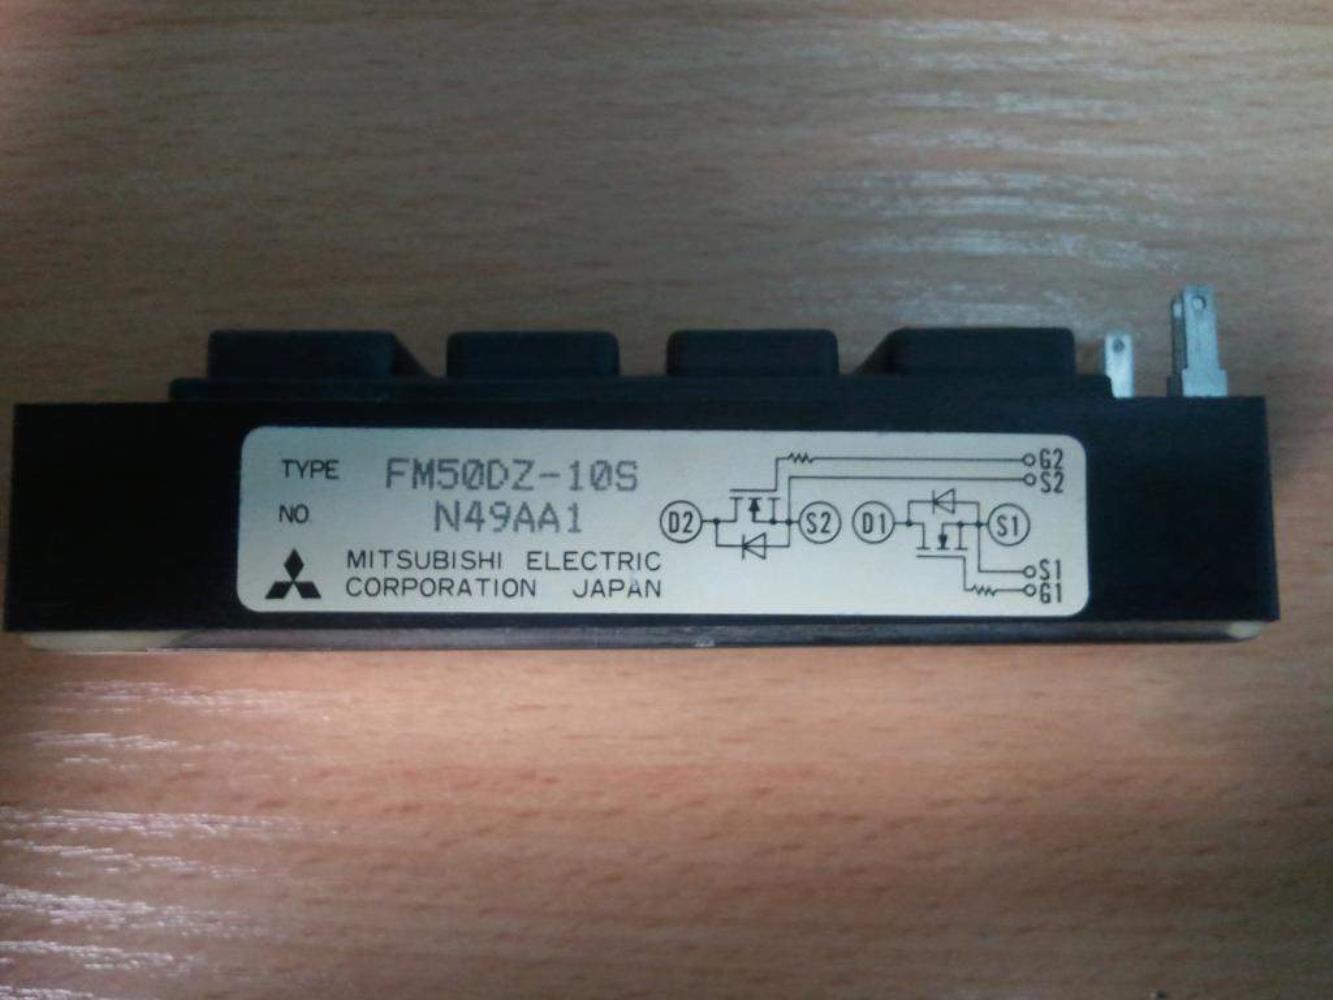 TYPE FM50DZ-10S
NO. N49AA1
MITSUBISHI ELECTRIC
CORPORATION JAPAN
G2
S2
D2 S2 D1 S1
S1
G1